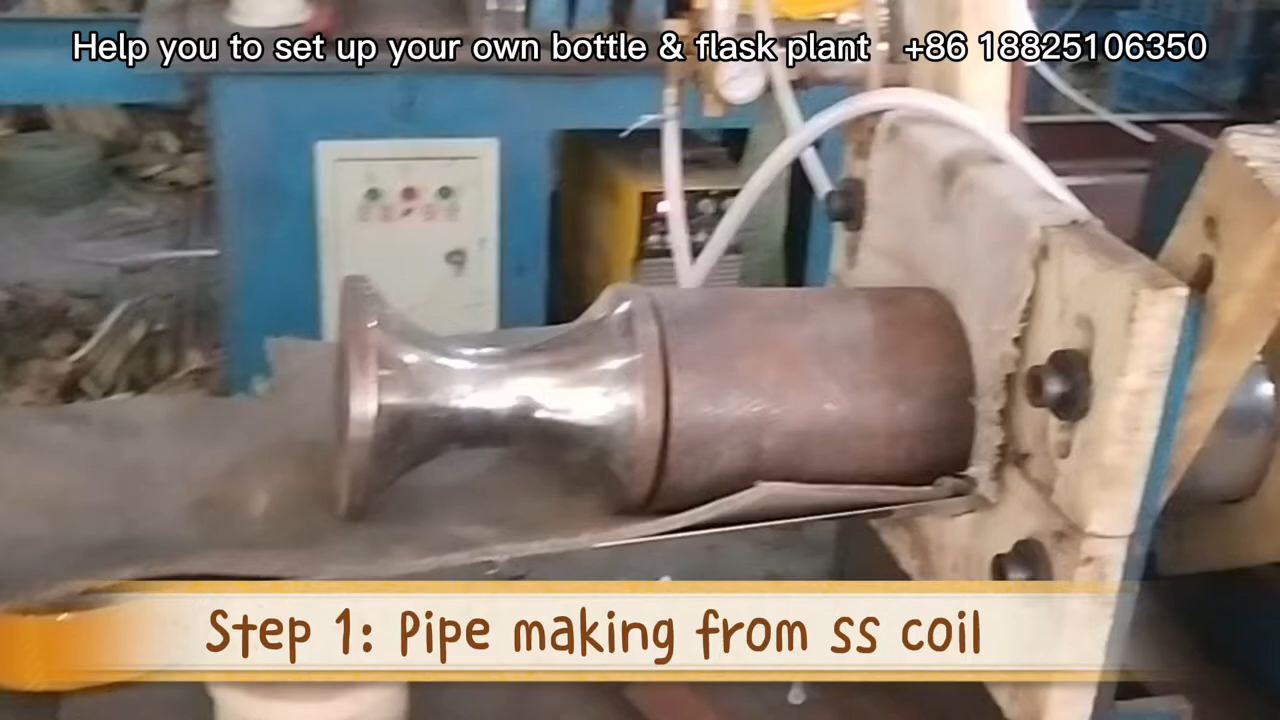 Help you to set up your own bottle & flask plant +86 18825106350
Step 1: Pipe making from ss coil